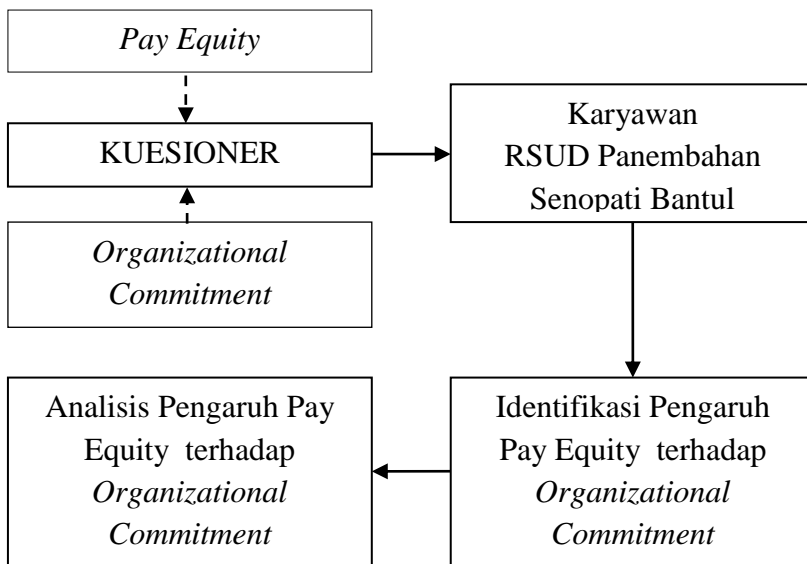 Pay Equity
KUESIONER
Organizational
Commitment
Karyawan
RSUD Panembahan
Senopati Bantul
Identifikasi Pengaruh
Pay Equity terhadap
Organizational
Commitment
Analisis Pengaruh Pay
Equity terhadap
Organizational
Commitment